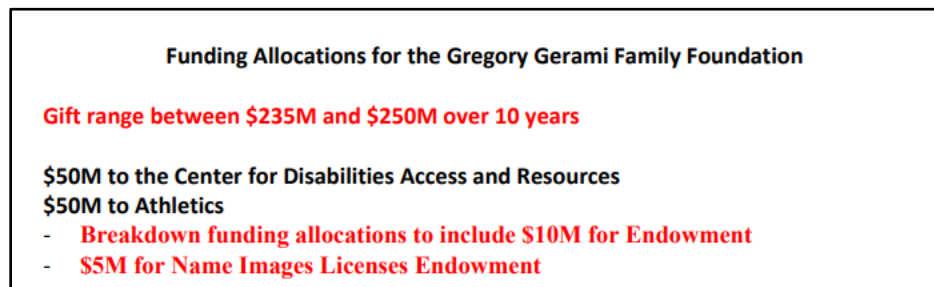 Funding Allocations for the Gregory Gerami Family Foundation
Gift range between $235M and $250M over 10 years
$50M to the Center for Disabilities Access and Resources
$50M to Athletics
- Breakdown funding allocations to include $10M for Endowment
- $5M for Name Images Licenses Endowment